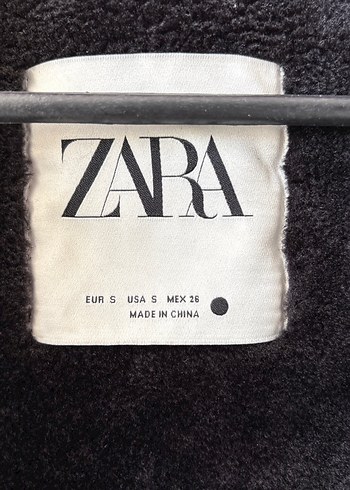 ZARA
EUR S USA S MEX 26
MADE IN CHINA